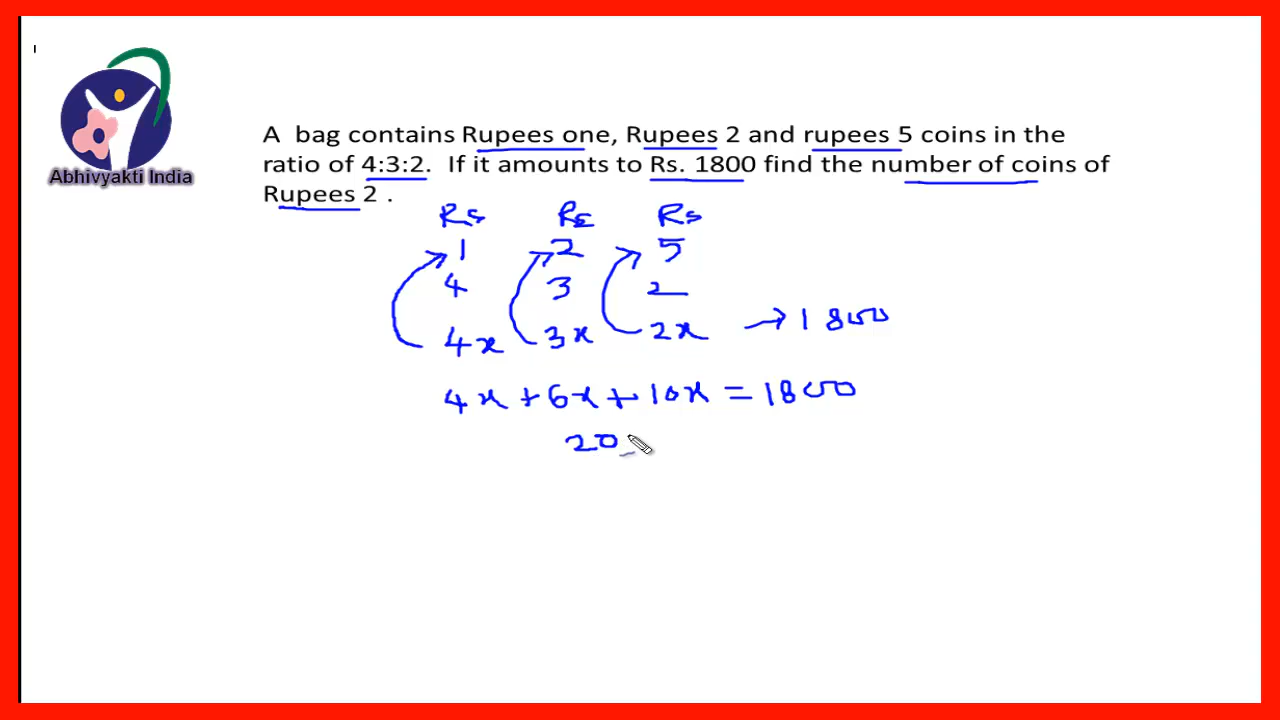 Abhivyakti India
A bag contains Rupees one, Rupees 2 and rupees 5 coins in the
ratio of 4:3:2. If it amounts to Rs. 1800 find the number of coins of
Rupees 2 .
Rs Rs Rs
1 2 5
4 3 2
4x 3x 2x → 1800
4x + 6x + 10x = 1800
20